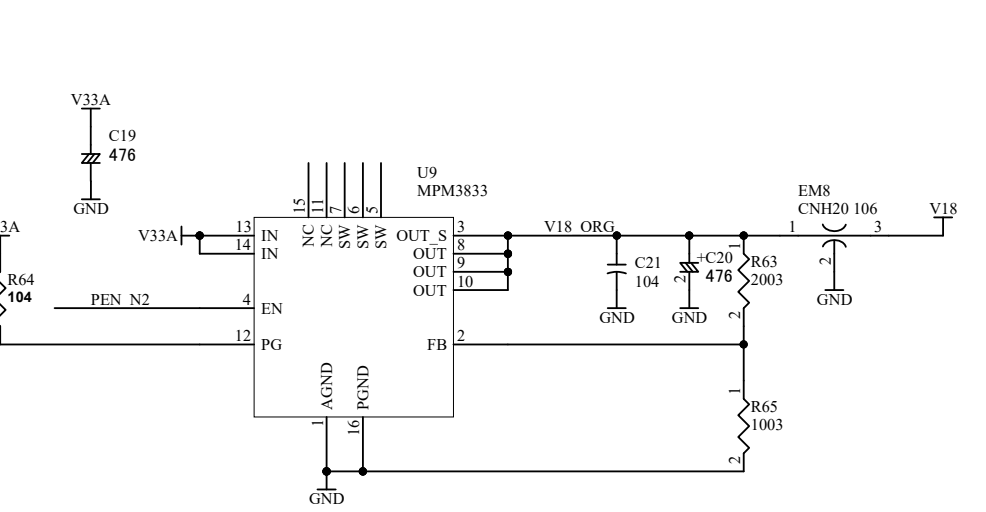 V33A
C19
476
GND
U9
MPM3833
15
11
7
6
5
NC
NC
SW
SW
SW
V33A
13
14
IN
IN
OUT_S
OUT
OUT
OUT
3
8
9
10
V18_ORG
EM8
CNH20 106
1
3
2
GND
V18
3A
R64
104
PEN_N2
4
EN
12
PG
FB
2
C21
104
GND
+C20
476
2
GND
1
R63
2003
2
AGND
PGND
1
16
GND
1
R65
1003
2